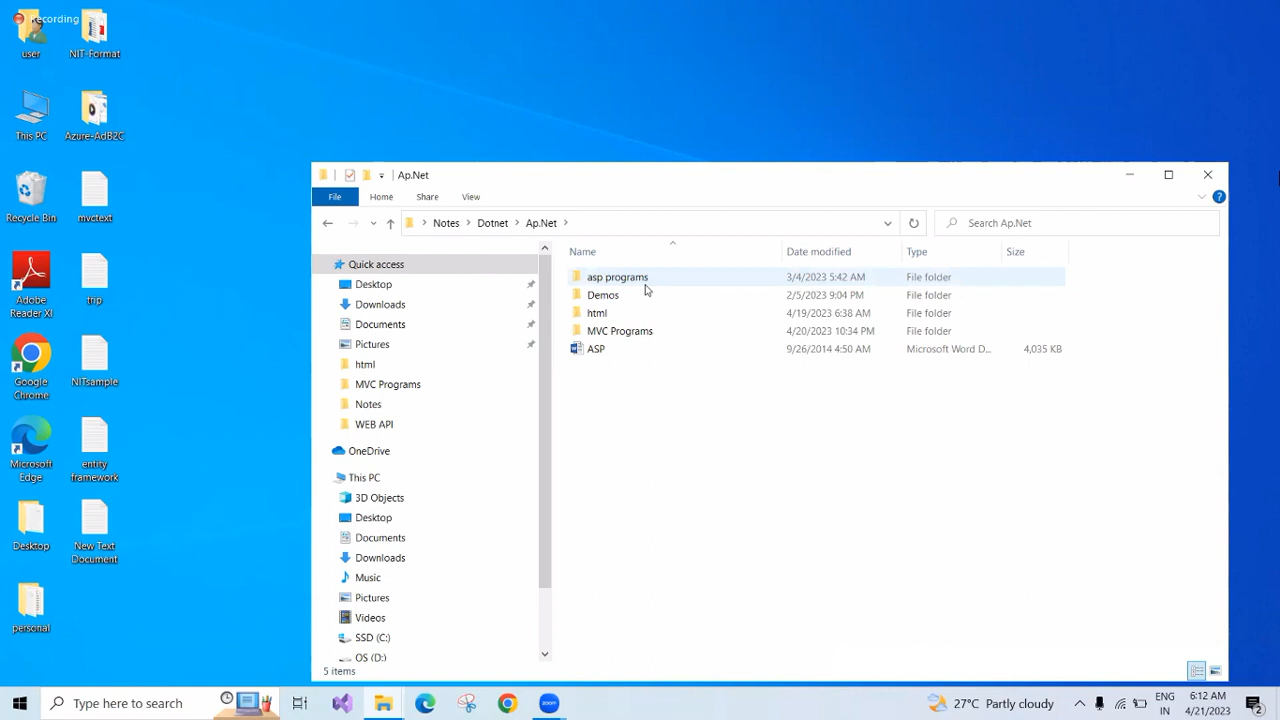 Recording
user
NIT-Format
This PC
Azure-AdB2C
Recycle Bin
mvctext
Adobe Reader XI
trip
Google Chrome
NITsample
Microsoft Edge
entity framework
Desktop
New Text Document
personal
Ap.Net
File Home Share View
Notes Dotnet Ap.Net
Search Ap.Net
Name Date modified Type Size
asp programs 3/4/2023 5:42 AM File folder
Demos 2/5/2023 9:04 PM File folder
html 4/19/2023 6:38 AM File folder
MVC Programs 4/20/2023 10:34 PM File folder
ASP 9/26/2014 4:50 AM Microsoft Word D... 4,035 KB
Quick access
Desktop
Downloads
Documents
Pictures
html
MVC Programs
Notes
WEB API
OneDrive
This PC
3D Objects
Desktop
Documents
Downloads
Music
Pictures
Videos
SSD (C:)
OS (D:)
5 items
Type here to search
zoom
27°C Partly cloudy
ENG
IN
6:12 AM
4/21/2023
2